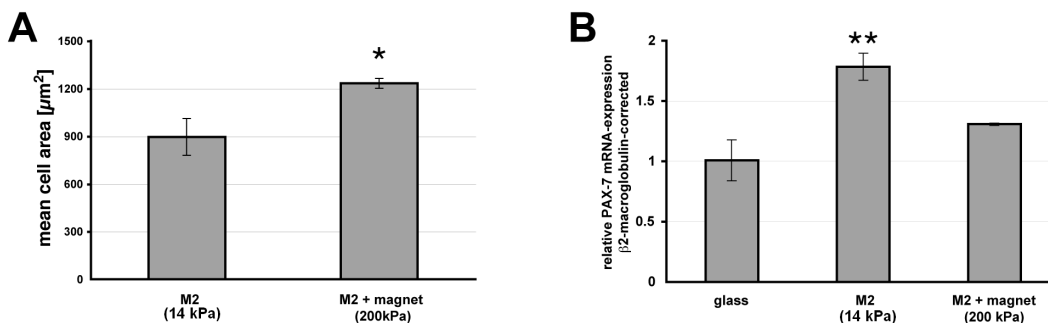 A
mean cell area [µm²]
1500
1200
900
600
300
0
*
M2
(14 kPa)
M2 + magnet
(200kPa)
B
relative PAX-7 mRNA-expression
β2-macroglobulin-corrected
2
1.5
1
0.5
0
**
glass
M2
(14 kPa)
M2 + magnet
(200 kPa)